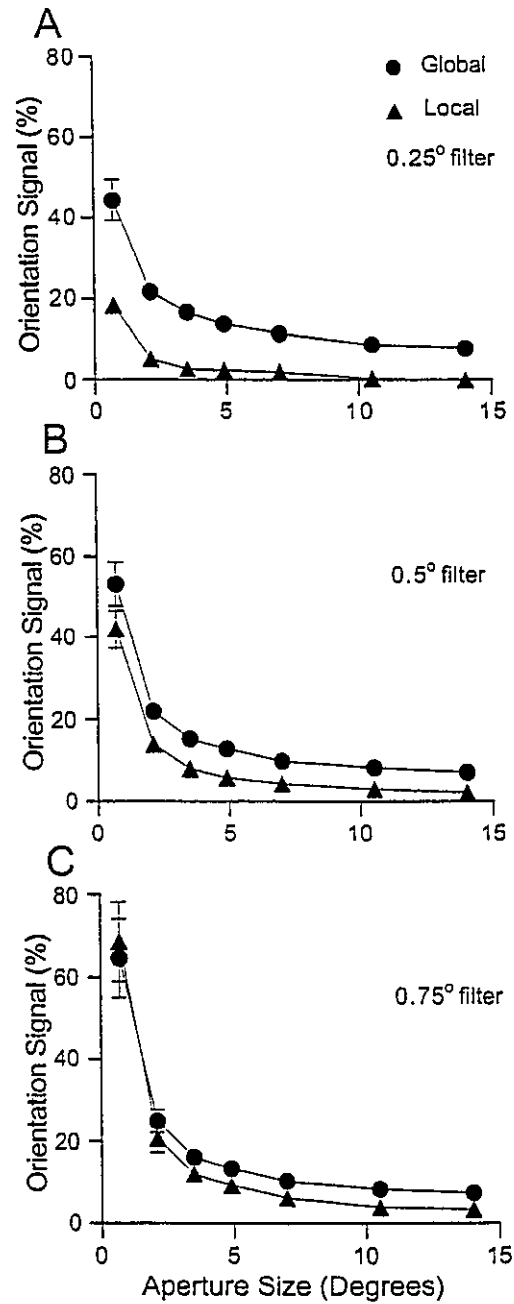 A
80
60
40
20
0
Orientation Signal (%)
Global
Local
0.25° filter
0 5 10 15
B
80
60
40
20
0
Orientation Signal (%)
0.5° filter
0 5 10 15
C
80
60
40
20
0
Orientation Signal (%)
0.75° filter
0 5 10 15
Aperture Size (Degrees)